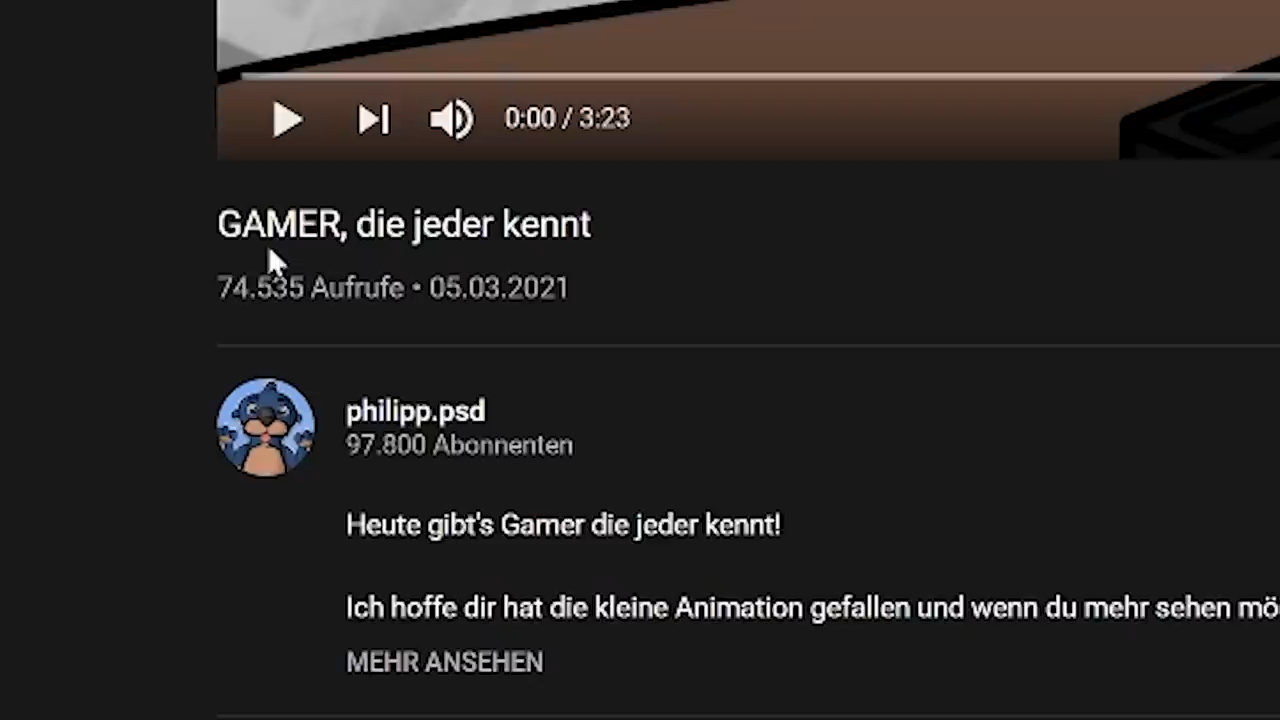 0:00 / 3:23
GAMER, die jeder kennt
74.535 Aufrufe • 05.03.2021
philipp.psd
97.800 Abonnenten
Heute gibt's Gamer die jeder kennt!
Ich hoffe dir hat die kleine Animation gefallen und wenn du mehr sehen mö
MEHR ANSEHEN